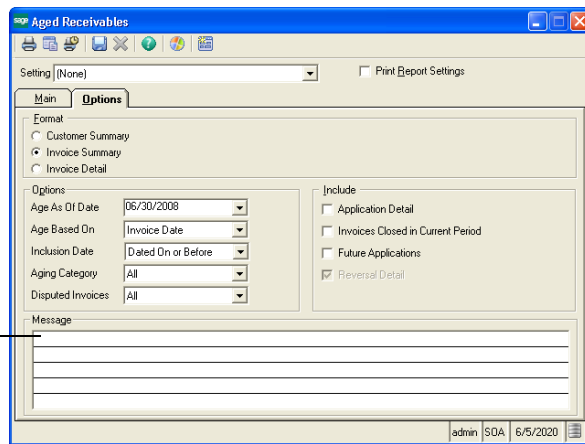 sage Aged Receivables
Setting (None)
Print Report Settings
Main Options
Format
Customer Summary
Invoice Summary
Invoice Detail
Options
Age As Of Date 06/30/2008
Age Based On Invoice Date
Inclusion Date Dated On or Before
Aging Category All
Disputed Invoices All
Include
Application Detail
Invoices Closed in Current Period
Future Applications
Reversal Detail
Message
admin SOA 6/5/2020